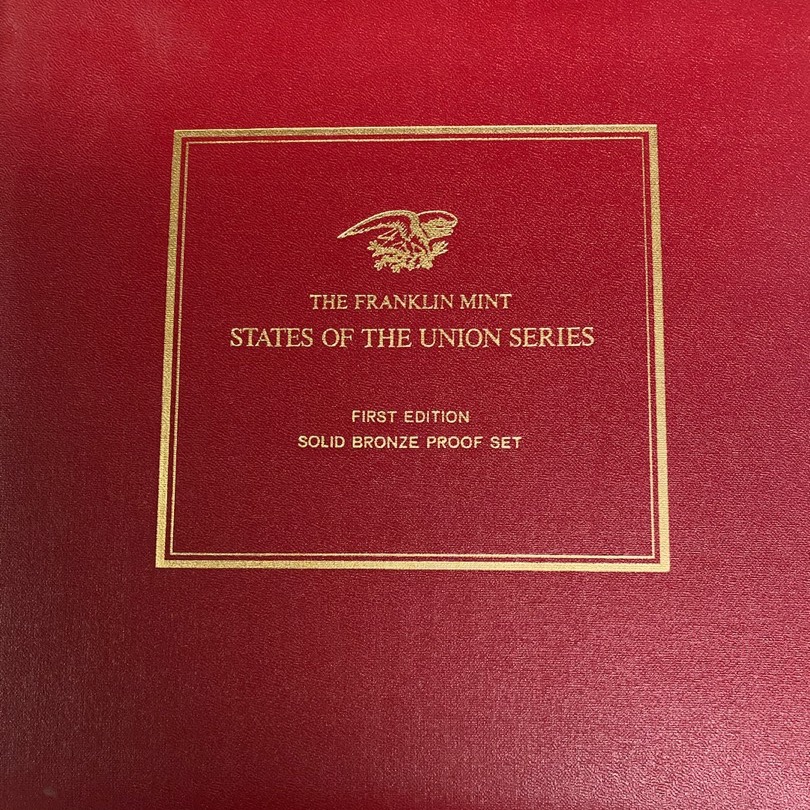 THE FRANKLIN MINT
STATES OF THE UNION SERIES
FIRST EDITION
SOLID BRONZE PROOF SET